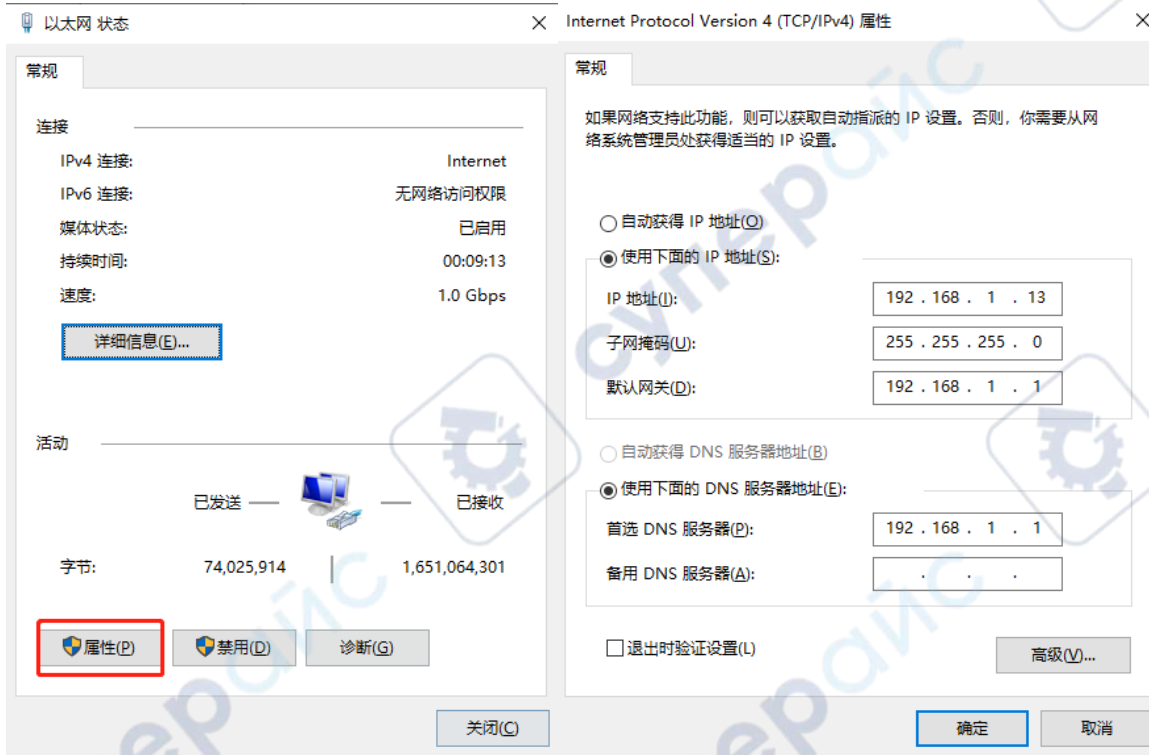 以太网 状态
常规
连接
IPv4 连接: Internet
IPv6 连接: 无网络访问权限
媒体状态: 已启用
持续时间: 00:09:13
速度: 1.0 Gbps
详细信息(E)...
活动
已发送 — — 已接收
字节: 74,025,914 1,651,064,301
属性(P) 禁用(D) 诊断(G)
关闭(C)
Internet Protocol Version 4 (TCP/IPv4) 属性
常规
如果网络支持此功能，则可以获取自动指派的 IP 设置。否则，你需要从网
络系统管理员处获得适当的 IP 设置。
自动获得 IP 地址(O)
使用下面的 IP 地址(S):
IP 地址(I): 192 . 168 . 1 . 13
子网掩码(U): 255 . 255 . 255 . 0
默认网关(D): 192 . 168 . 1 . 1
自动获得 DNS 服务器地址(B)
使用下面的 DNS 服务器地址(E):
首选 DNS 服务器(P): 192 . 168 . 1 . 1
备用 DNS 服务器(A): . . .
退出时验证设置(L)
高级(V)...
确定 取消
суперайс